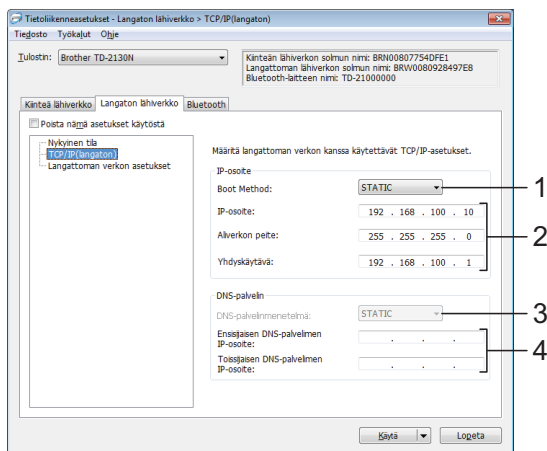 Tietoliikenneasetukset - Langaton lähiverkko > TCP/IP(langaton)
Tiedosto Työkalut Ohje
Tulostin: Brother TD-2130N
Kiinteän lähiverkon solmun nimi: BRN00807754DFE1
Langattoman lähiverkon solmun nimi: BRW0080928497E8
Bluetooth-laitteen nimi: TD-21000000
Kiinteä lähiverkko Langaton lähiverkko Bluetooth
Poista nämä asetukset käytöstä
Nykyinen tila
TCP/IP(langaton)
Langattoman verkon asetukset
Määritä langattoman verkon kanssa käytettävät TCP/IP-asetukset.
IP-osoite
Boot Method: STATIC 1
IP-osoite: 192 . 168 . 100 . 10
Aliverkon peite: 255 . 255 . 255 . 0 2
Yhdyskäytävä: 192 . 168 . 100 . 1
DNS-palvelin
DNS-palvelinmenetelmä: STATIC 3
Ensisijaisen DNS-palvelimen
IP-osoite: . . .
4
Toissijaisen DNS-palvelimen
IP-osoite: . . .
Käytä Lopeta